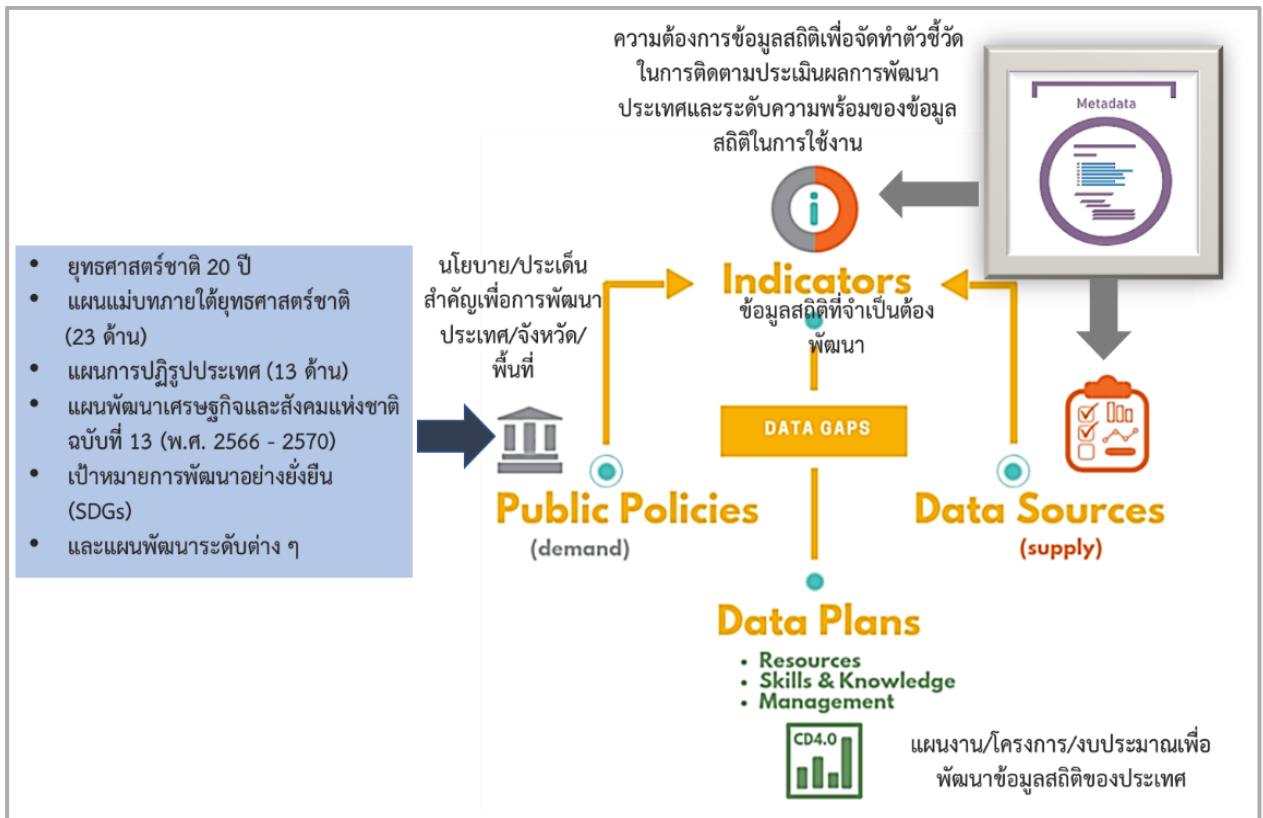 ความต้องการข้อมูลสถิติเพื่อจัดทำตัวชี้วัด
ในการติดตามประเมินผลการพัฒนา
ประเทศและระดับความพร้อมของข้อมูล
สถิติในการใช้งาน
Metadata
• ยุทธศาสตร์ชาติ 20 ปี
• แผนแม่บทภายใต้ยุทธศาสตร์ชาติ
(23 ด้าน)
• แผนการปฏิรูปประเทศ (13 ด้าน)
• แผนพัฒนาเศรษฐกิจและสังคมแห่งชาติ
ฉบับที่ 13 (พ.ศ. 2566 - 2570)
• เป้าหมายการพัฒนาอย่างยั่งยืน
(SDGs)
• และแผนพัฒนาระดับต่าง ๆ
นโยบาย/ประเด็น
สำคัญเพื่อการพัฒนา
ประเทศ/จังหวัด/
พื้นที่
i
Indicators
ข้อมูลสถิติที่จำเป็นต้อง
พัฒนา
DATA GAPS
Public Policies
(demand)
Data Sources
(supply)
Data Plans
• Resources
• Skills & Knowledge
• Management
CD4.0
แผนงาน/โครงการ/งบประมาณเพื่อ
พัฒนาข้อมูลสถิติของประเทศ